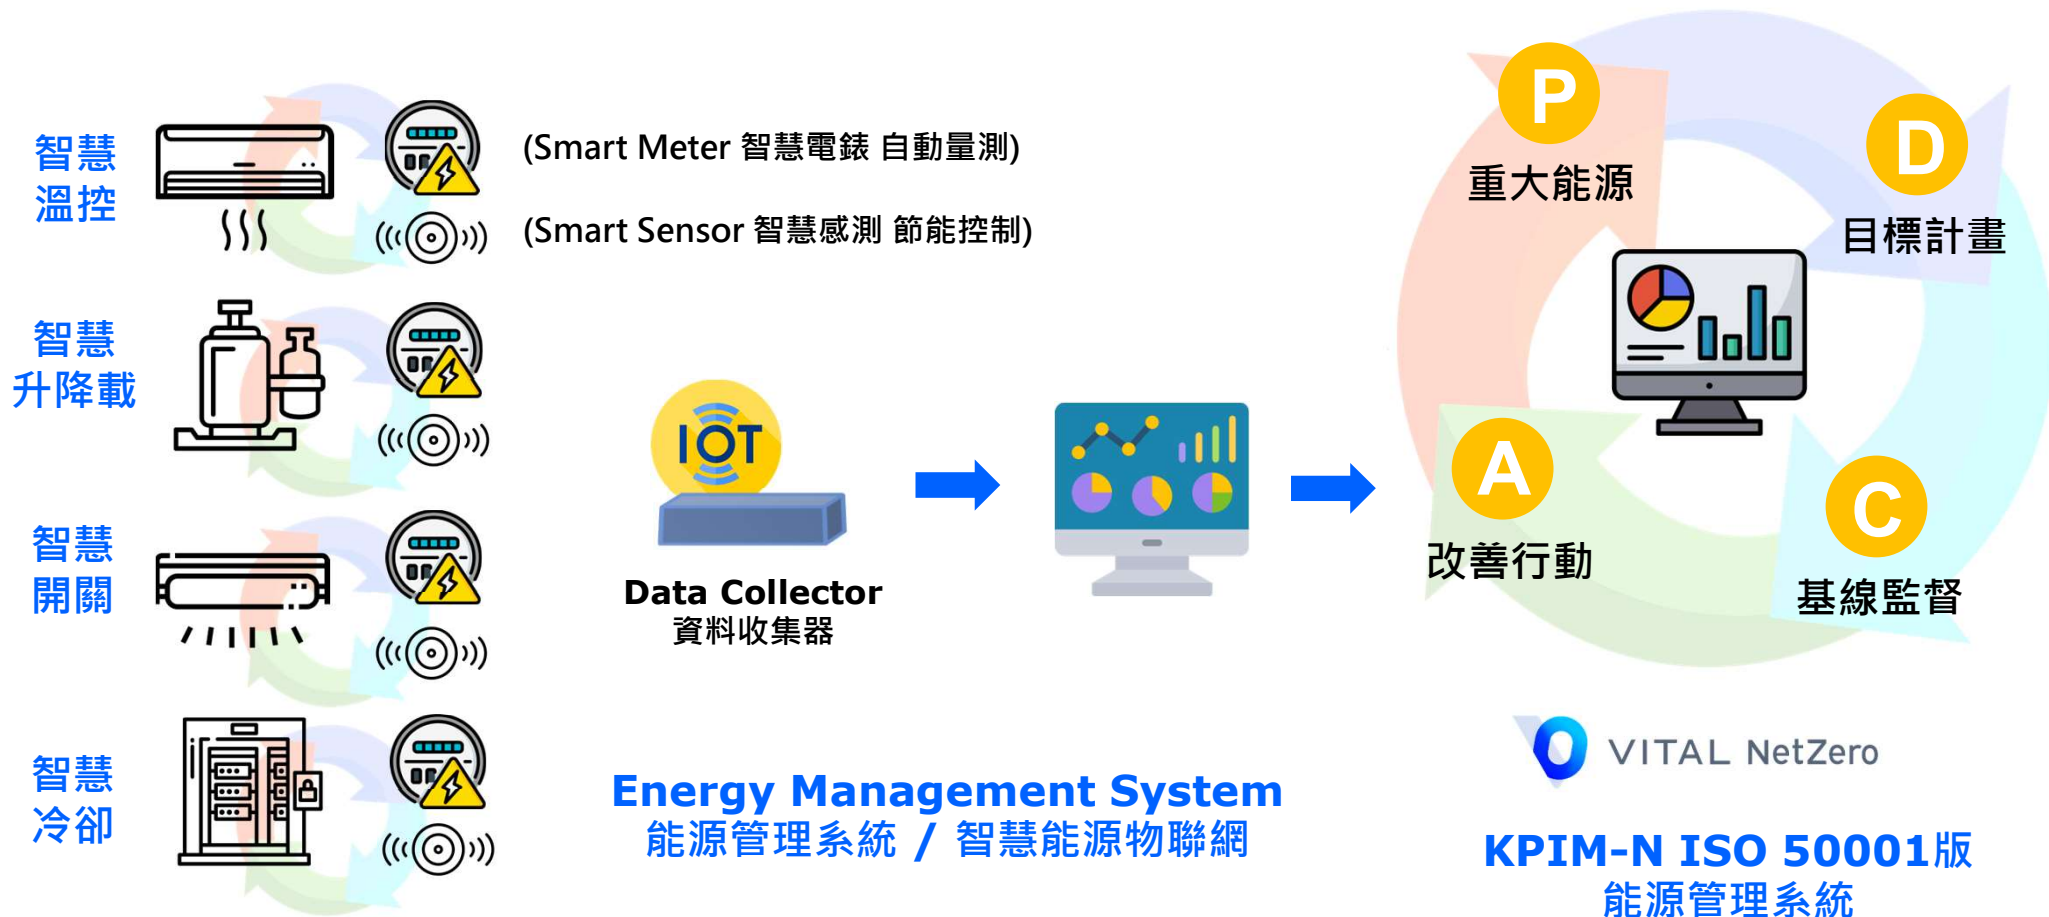 智慧
溫控
(Smart Meter 智慧電錶 自動量測)
(Smart Sensor 智慧感測 節能控制)
智慧
升降載
智慧
開關
智慧
冷卻
IOT
Data Collector
資料收集器
Energy Management System
能源管理系統 / 智慧能源物聯網
P
重大能源
D
目標計畫
A
改善行動
C
基線監督
VITAL NetZero
KPIM-N ISO 50001版
能源管理系統